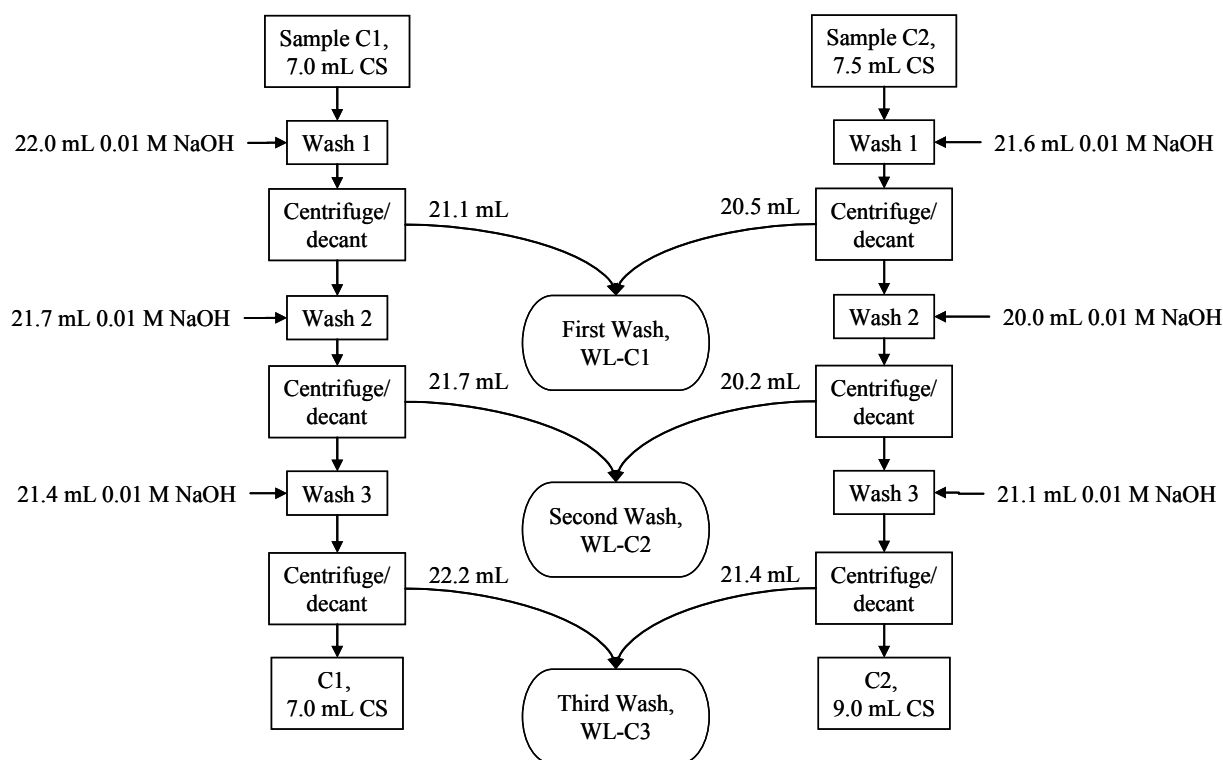 Sample C1,
7.0 mL CS
Sample C2,
7.5 mL CS
22.0 mL 0.01 M NaOH
Wash 1
Wash 1
21.6 mL 0.01 M NaOH
Centrifuge/
decant
21.1 mL
20.5 mL
Centrifuge/
decant
21.7 mL 0.01 M NaOH
Wash 2
First Wash,
WL-C1
Wash 2
20.0 mL 0.01 M NaOH
Centrifuge/
decant
21.7 mL
20.2 mL
Centrifuge/
decant
21.4 mL 0.01 M NaOH
Wash 3
Second Wash,
WL-C2
Wash 3
21.1 mL 0.01 M NaOH
Centrifuge/
decant
22.2 mL
21.4 mL
Centrifuge/
decant
C1,
7.0 mL CS
Third Wash,
WL-C3
C2,
9.0 mL CS